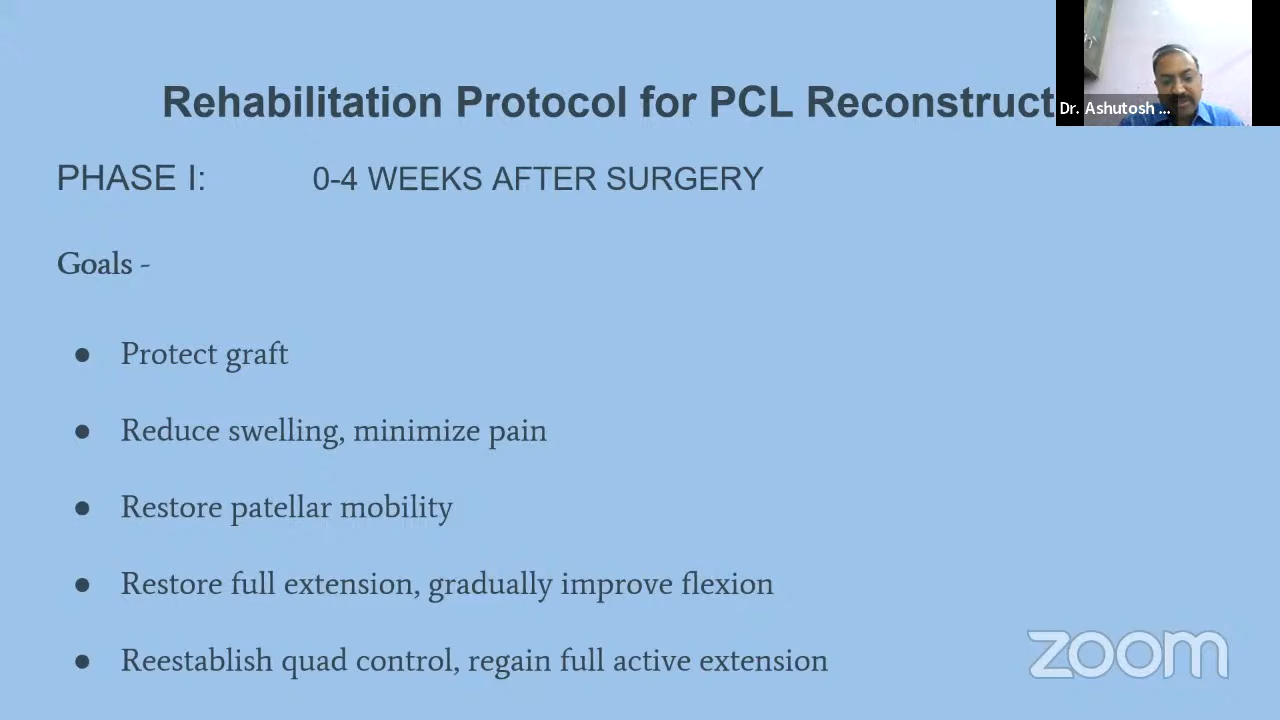 Rehabilitation Protocol for PCL Reconstruct
Dr. Ashutosh ...
PHASE I: 0-4 WEEKS AFTER SURGERY
Goals -
● Protect graft
● Reduce swelling, minimize pain
● Restore patellar mobility
● Restore full extension, gradually improve flexion
● Reestablish quad control, regain full active extension
zoom